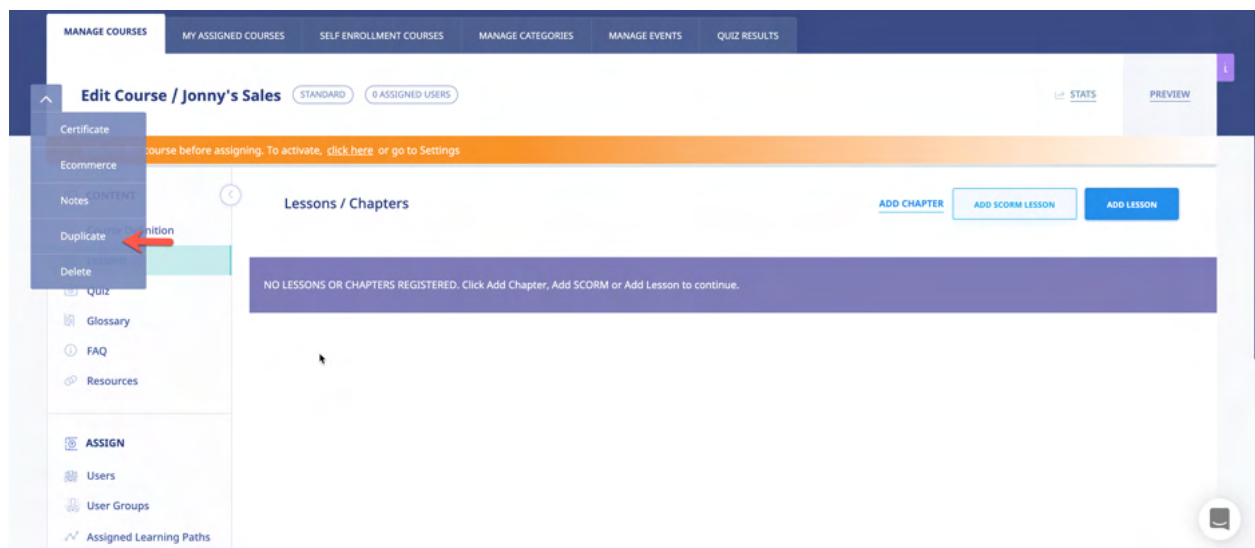 MANAGE COURSES
MY ASSIGNED COURSES
SELF ENROLLMENT COURSES
MANAGE CATEGORIES
MANAGE EVENTS
QUIZ RESULTS
Edit Course / Jonny's Sales
STANDARD
0 ASSIGNED USERS
STATS
PREVIEW
Certificate
Ecommerce
Notes
Duplicate
Delete
course before assigning. To activate, click here or go to Settings
CONTENT
Quiz
Glossary
FAQ
Resources
ASSIGN
Users
User Groups
Assigned Learning Paths
Lessons / Chapters
ADD CHAPTER
ADD SCORM LESSON
ADD LESSON
NO LESSONS OR CHAPTERS REGISTERED. Click Add Chapter, Add SCORM or Add Lesson to continue.